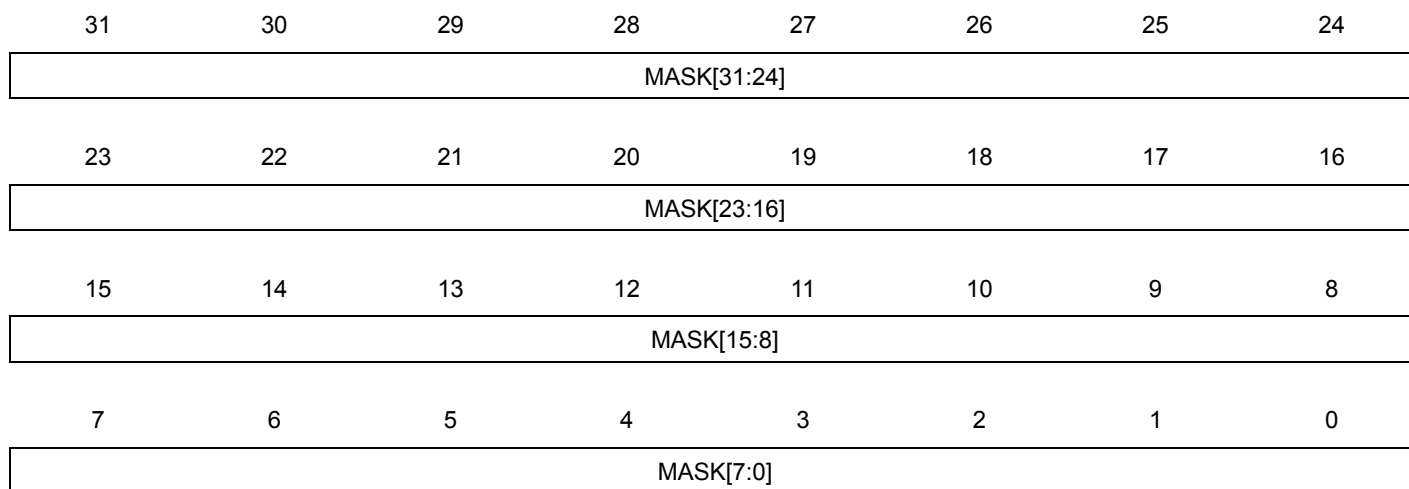 31 30 29 28 27 26 25 24
MASK[31:24]
23 22 21 20 19 18 17 16
MASK[23:16]
15 14 13 12 11 10 9 8
MASK[15:8]
7 6 5 4 3 2 1 0
MASK[7:0]